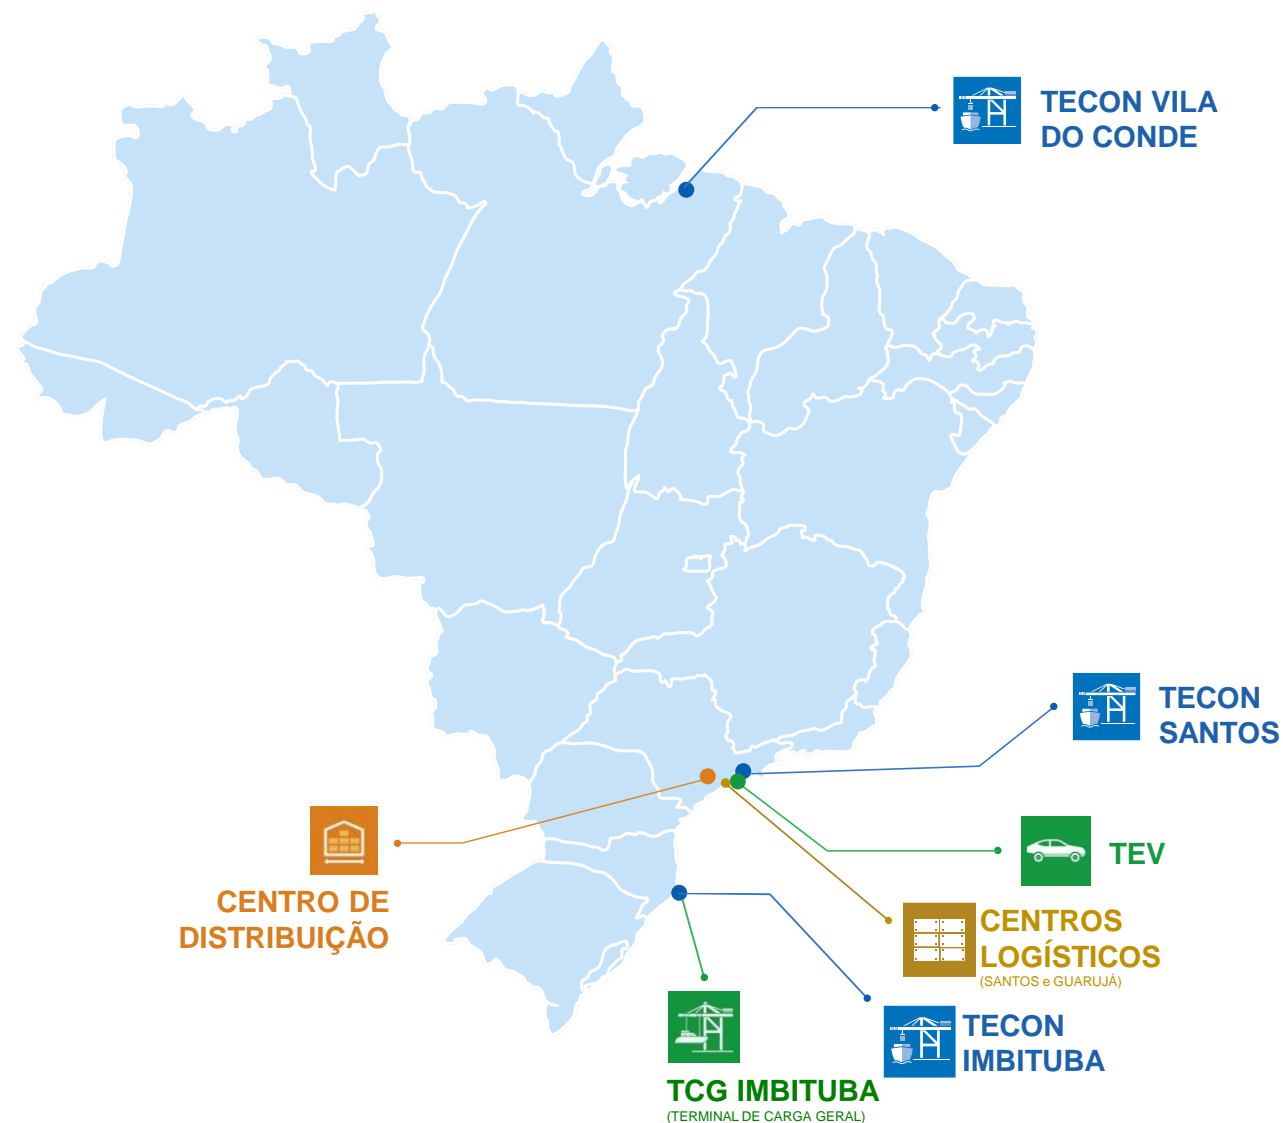 TECON VILA
DO CONDE
TECON
SANTOS
TEV
CENTRO DE
DISTRIBUIÇÃO
CENTROS
LOGÍSTICOS
(SANTOS e GUARUJÁ)
TECON
IMBITUBA
TCG IMBITUBA
(TERMINAL DE CARGA GERAL)